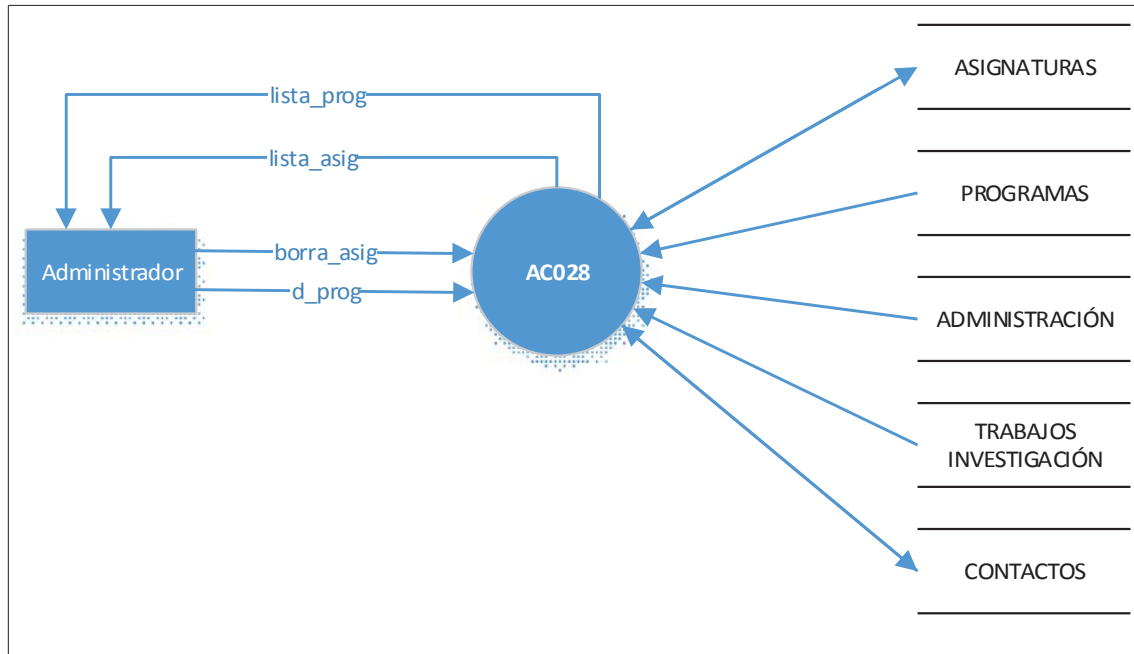 lista_prog
lista_asig
Administrador
borra_asig
d_prog
AC028
ASIGNATURAS
PROGRAMAS
ADMINISTRACIÓN
TRABAJOS
INVESTIGACIÓN
CONTACTOS